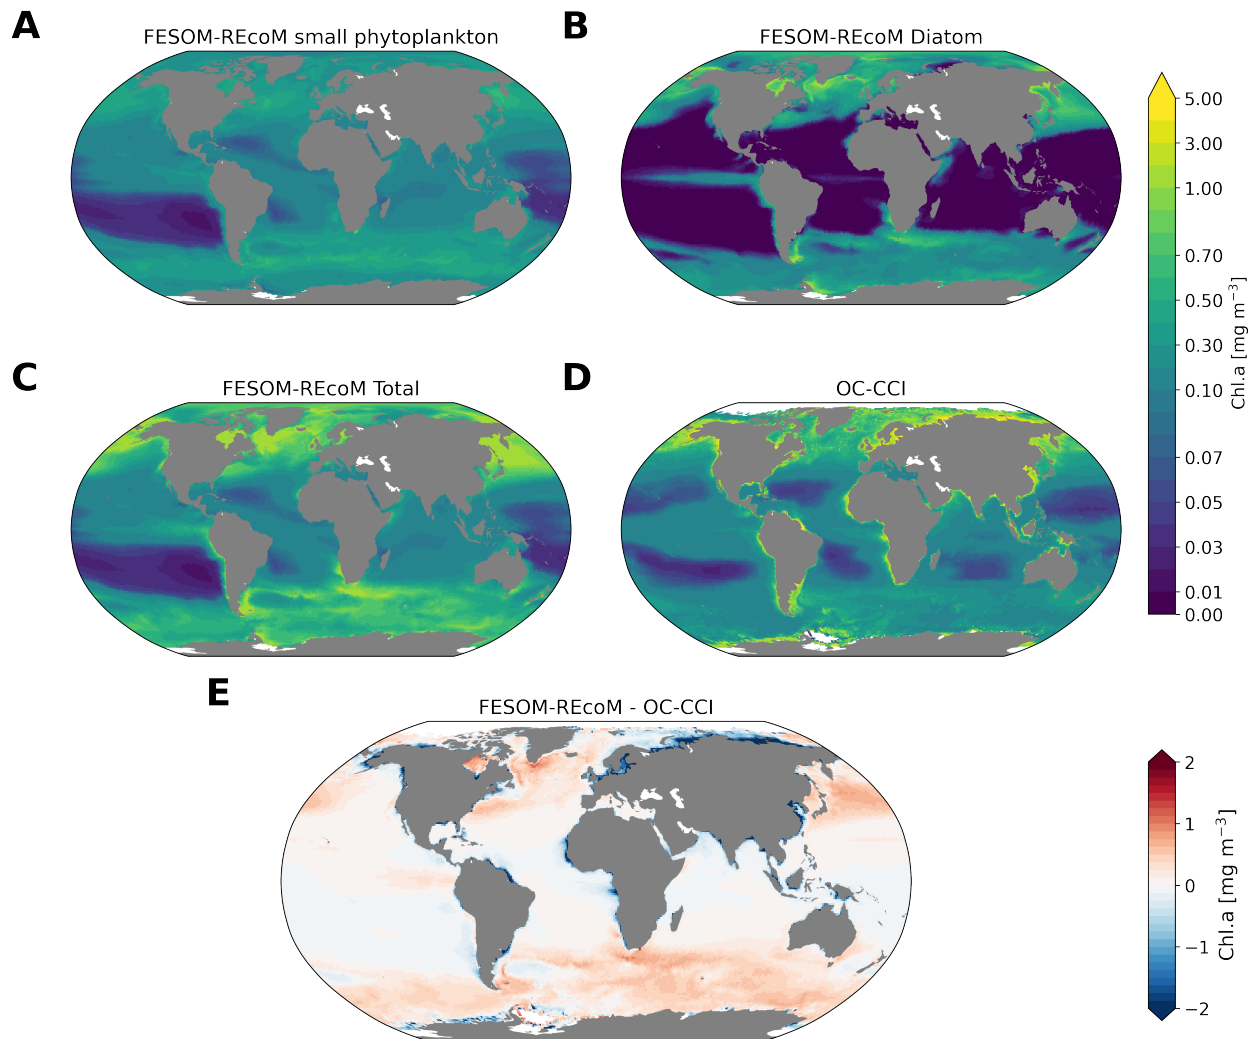 A
FESOM-REcoM small phytoplankton
B
FESOM-REcoM Diatom
5.00
3.00
1.00
0.70
0.50
0.30
0.10
0.07
0.05
0.03
0.01
0.00
Chl.a [mg m⁻³]
C
FESOM-REcoM Total
D
OC-CCI
E
FESOM-REcoM - OC-CCI
2
1
0
−1
−2
Chl.a [mg m⁻³]